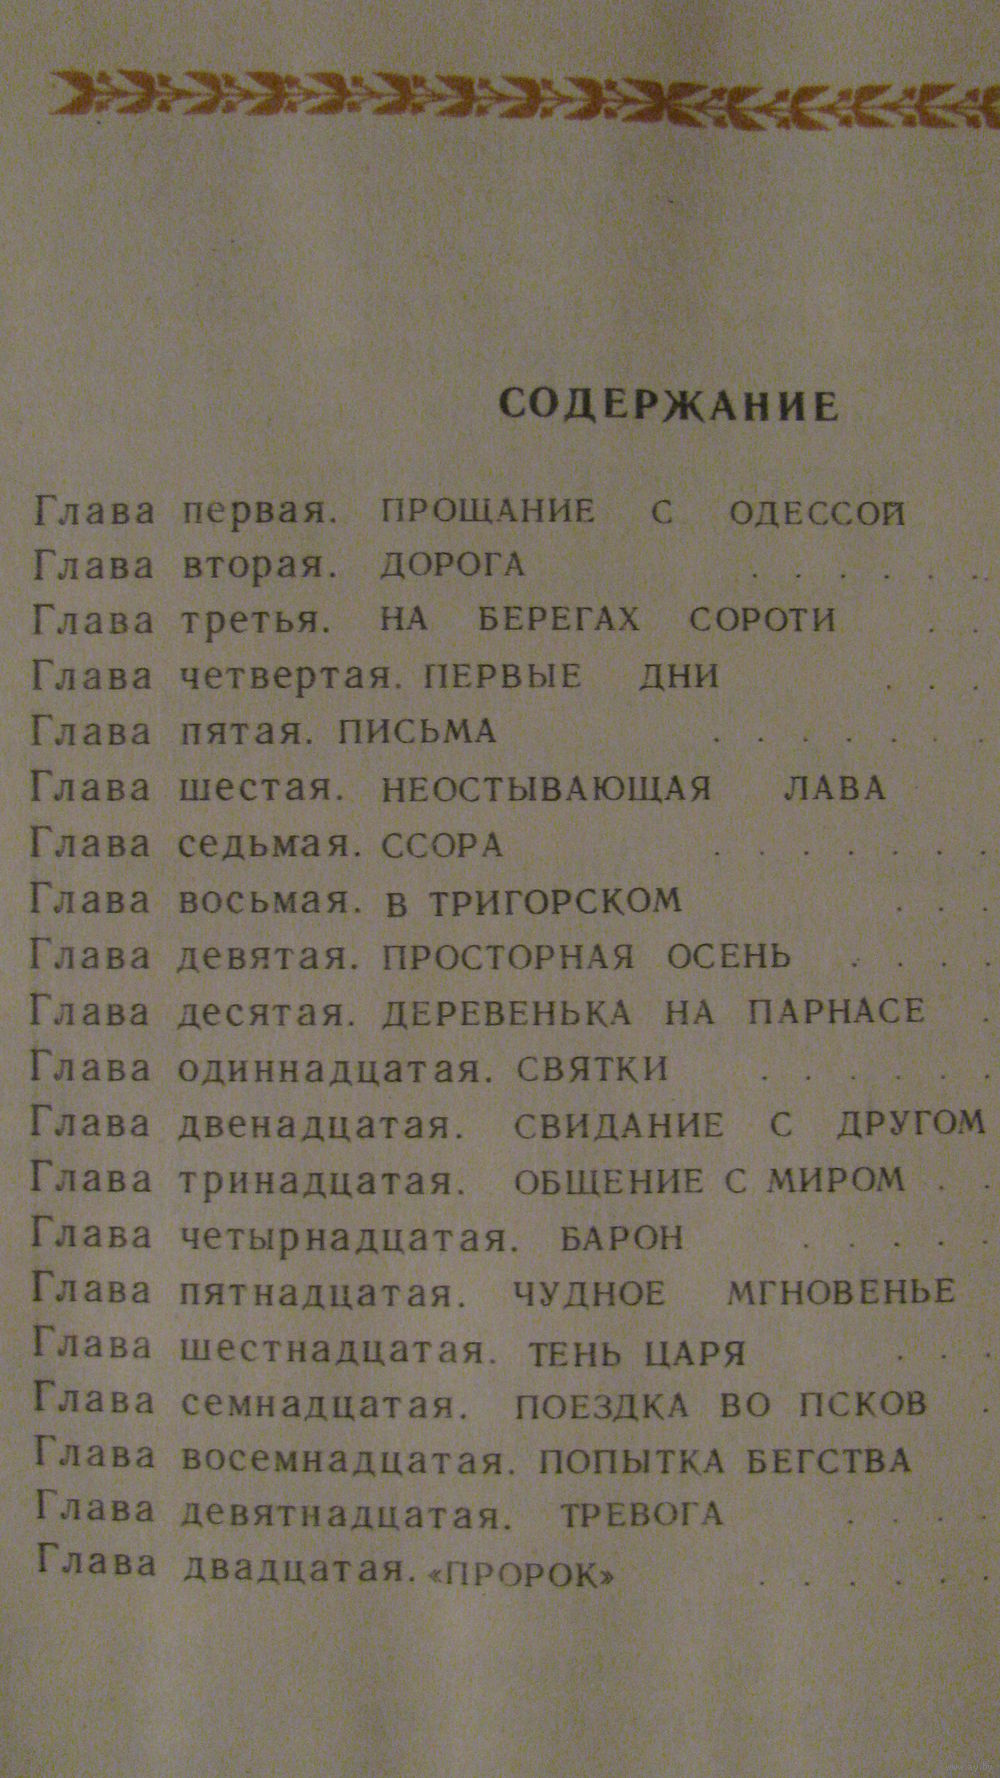 СОДЕРЖАНИЕ
Глава первая. ПРОЩАНИЕ С ОДЕССОЙ
Глава вторая. ДОРОГА . . . . . .
Глава третья. НА БЕРЕГАХ СОРОТИ . .
Глава четвертая. ПЕРВЫЕ ДНИ . . .
Глава пятая. ПИСЬМА . . . . . . .
Глава шестая. НЕОСТЫВАЮЩАЯ ЛАВА
Глава седьмая. ССОРА . . . . . . .
Глава восьмая. В ТРИГОРСКОМ . . .
Глава девятая. ПРОСТОРНАЯ ОСЕНЬ . . . .
Глава десятая. ДЕРЕВЕНЬКА НА ПАРНАСЕ .
Глава одиннадцатая. СВЯТКИ . . . . . .
Глава двенадцатая. СВИДАНИЕ С ДРУГОМ
Глава тринадцатая. ОБЩЕНИЕ С МИРОМ . .
Глава четырнадцатая. БАРОН . . . . .
Глава пятнадцатая. ЧУДНОЕ МГНОВЕНЬЕ
Глава шестнадцатая. ТЕНЬ ЦАРЯ . . .
Глава семнадцатая. ПОЕЗДКА ВО ПСКОВ .
Глава восемнадцатая. ПОПЫТКА БЕГСТВА
Глава девятнадцатая. ТРЕВОГА . . . .
Глава двадцатая. «ПРОРОК» . . . . . .
www.ay.by